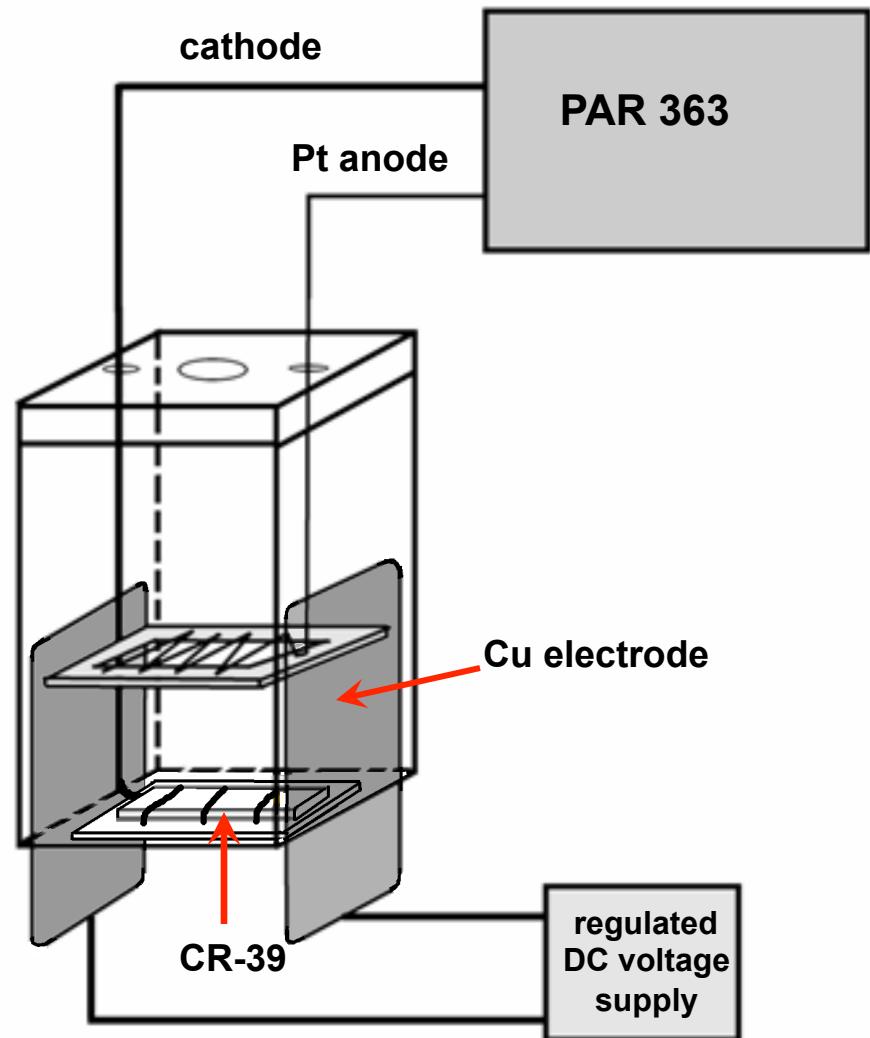 cathode
PAR 363
Pt anode
Cu electrode
CR-39
regulated
DC voltage
supply